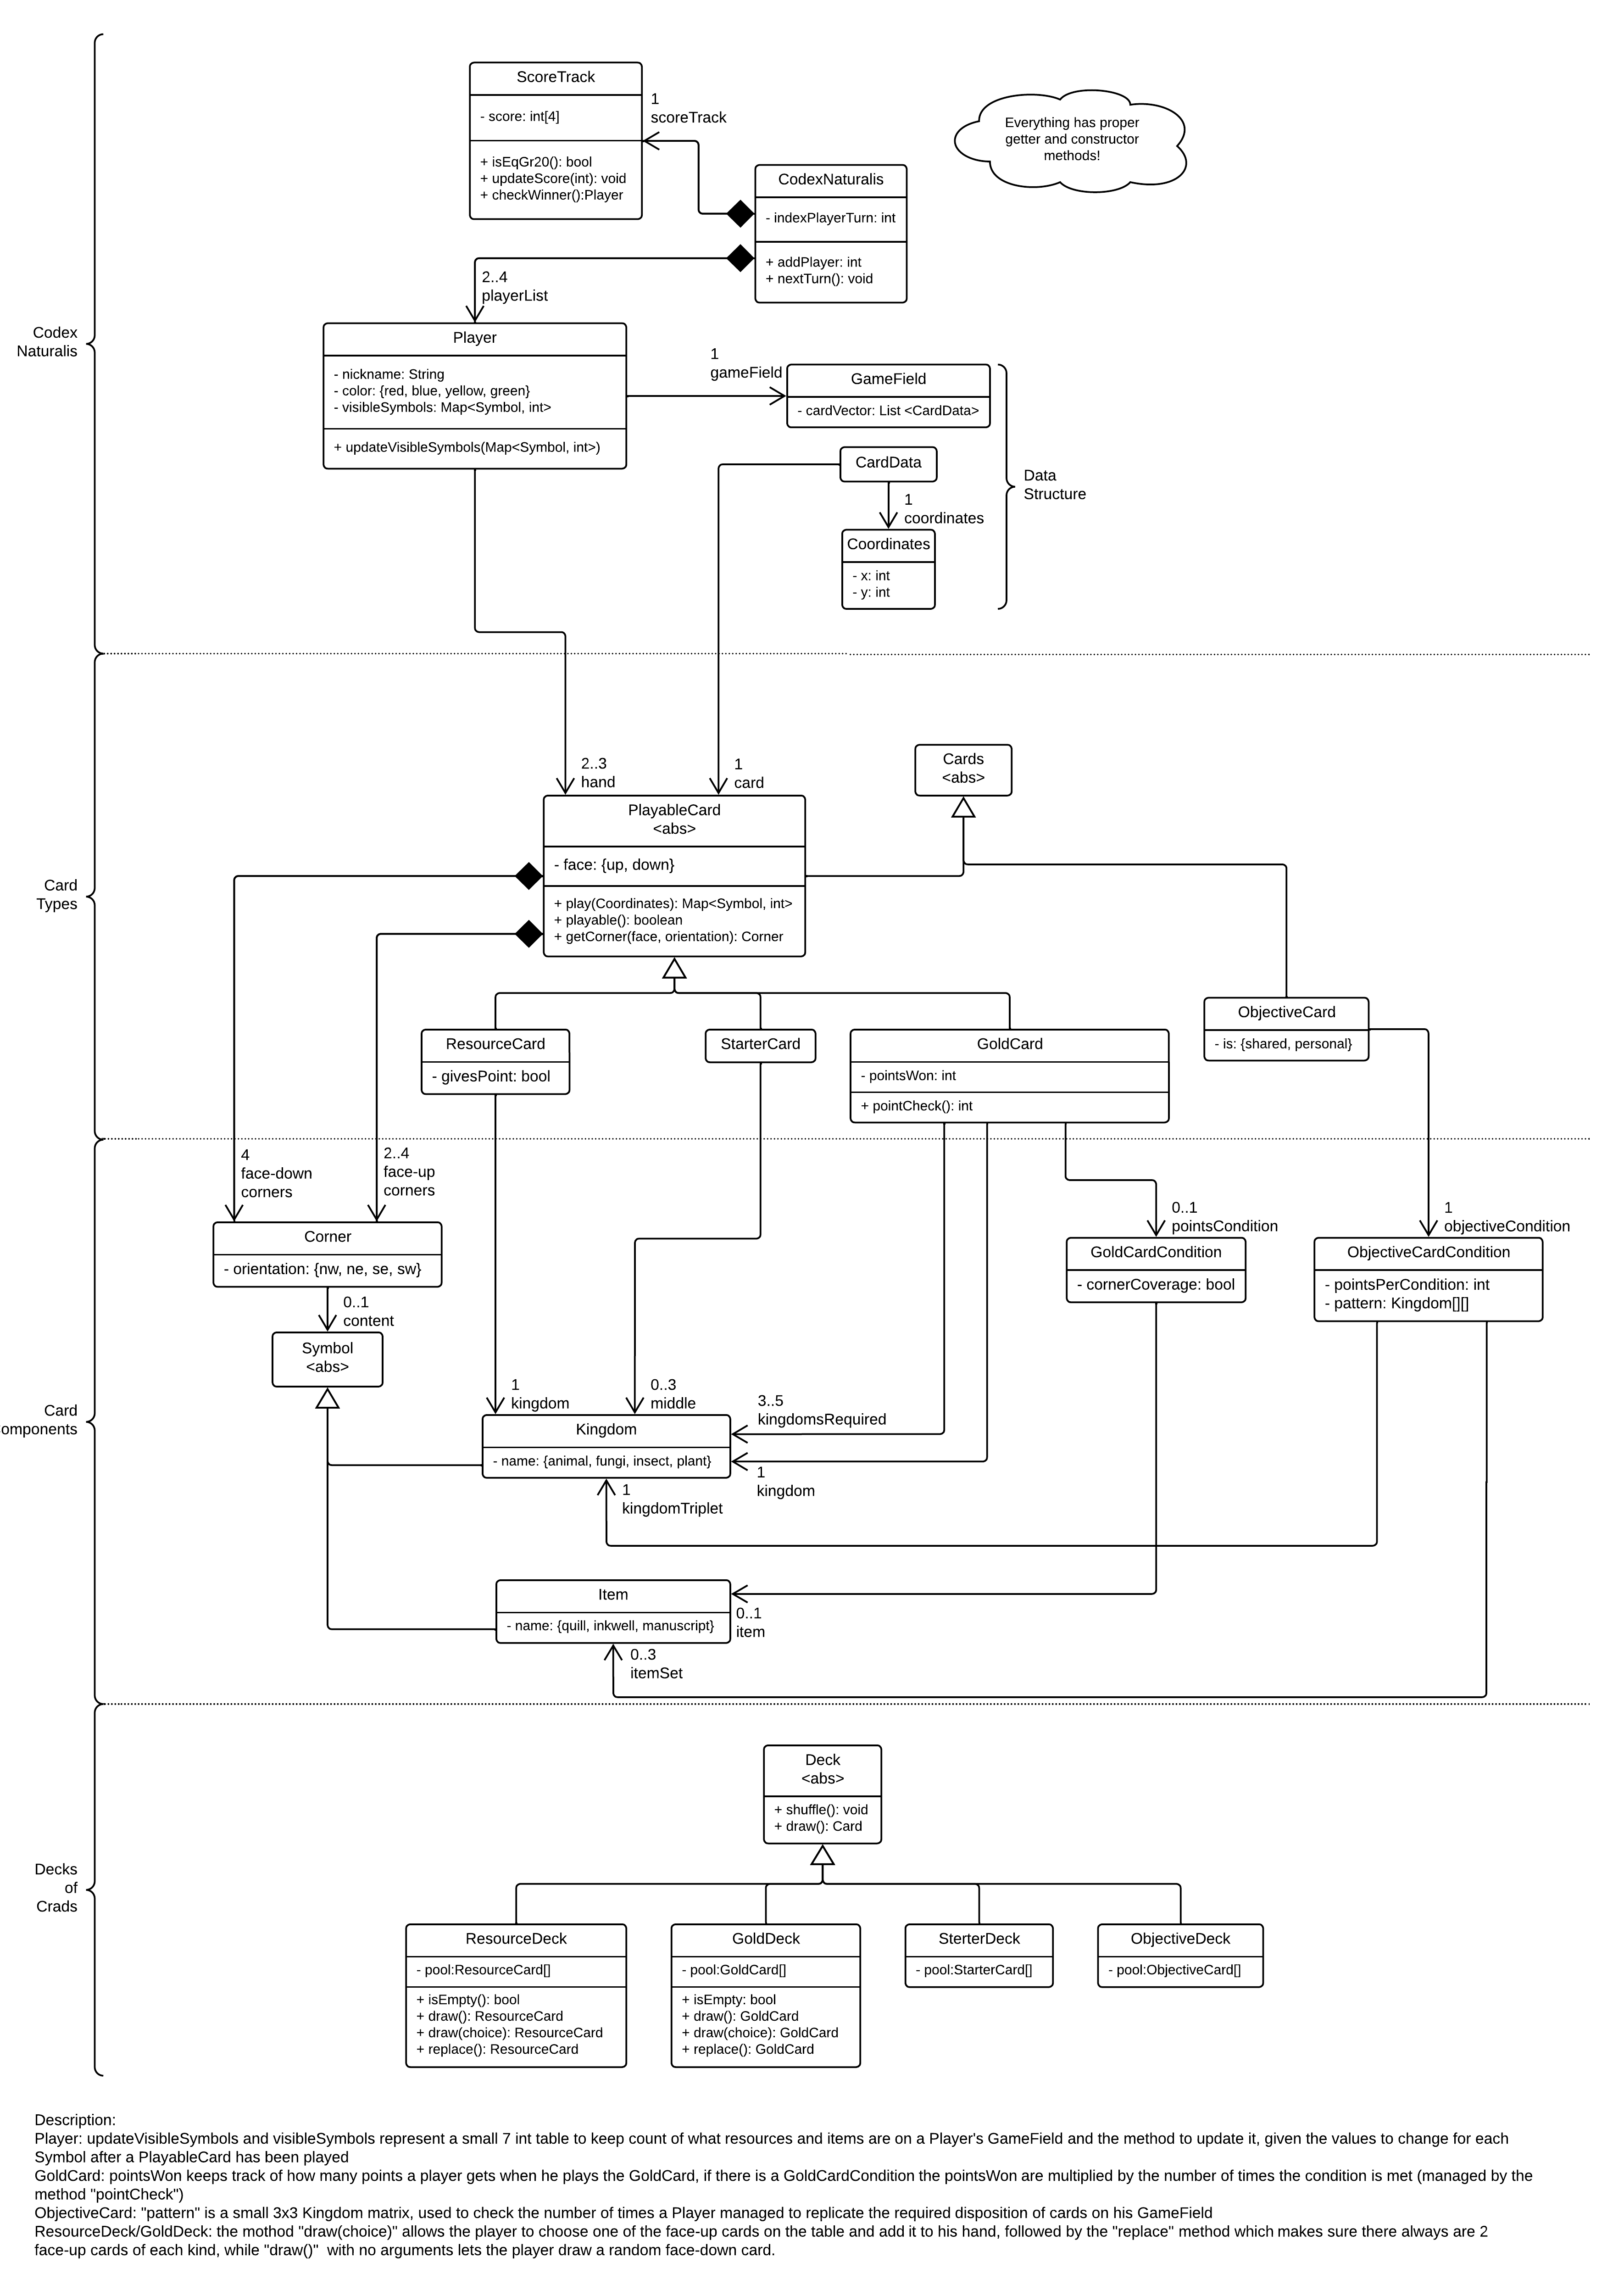 ScoreTrack
- score: int[4]
+ isEqGr20(): bool
+ updateScore(int): void
+ checkWinner():Player
1
scoreTrack
Everything has proper
getter and constructor
methods!
CodexNaturalis
- indexPlayerTurn: int
+ addPlayer: int
+ nextTurn(): void
2..4
playerList
Codex
Naturalis
Player
- nickname: String
- color: {red, blue, yellow, green}
- visibleSymbols: Map<Symbol, int>
+ updateVisibleSymbols(Map<Symbol, int>)
1
gameField
GameField
- cardVector: List <CardData>
CardData
1
coordinates
Coordinates
- x: int
- y: int
Data
Structure
2..3
hand
1
card
Cards
<abs>
Card
Types
PlayableCard
<abs>
- face: {up, down}
+ play(Coordinates): Map<Symbol, int>
+ playable(): boolean
+ getCorner(face, orientation): Corner
ResourceCard
- givesPoint: bool
StarterCard
GoldCard
- pointsWon: int
+ pointCheck(): int
ObjectiveCard
- is: {shared, personal}
4
face-down
corners
2..4
face-up
corners
0..1
pointsCondition
1
objectiveCondition
Corner
- orientation: {nw, ne, se, sw}
GoldCardCondition
- cornerCoverage: bool
ObjectiveCardCondition
- pointsPerCondition: int
- pattern: Kingdom[][]
0..1
content
Symbol
<abs>
Card
omponents
1
kingdom
0..3
middle
3..5
kingdomsRequired
Kingdom
- name: {animal, fungi, insect, plant}
1
kingdom
1
kingdomTriplet
Item
- name: {quill, inkwell, manuscript}
0..1
item
0..3
itemSet
Deck
<abs>
+ shuffle(): void
+ draw(): Card
Decks
of
Crads
ResourceDeck
- pool:ResourceCard[]
+ isEmpty(): bool
+ draw(): ResourceCard
+ draw(choice): ResourceCard
+ replace(): ResourceCard
GoldDeck
- pool:GoldCard[]
+ isEmpty: bool
+ draw(): GoldCard
+ draw(choice): GoldCard
+ replace(): GoldCard
SterterDeck
- pool:StarterCard[]
ObjectiveDeck
- pool:ObjectiveCard[]
Description:
Player: updateVisibleSymbols and visibleSymbols represent a small 7 int table to keep count of what resources and items are on a Player's GameField and the method to update it, given the values to change for each
Symbol after a PlayableCard has been played
GoldCard: pointsWon keeps track of how many points a player gets when he plays the GoldCard, if there is a GoldCardCondition the pointsWon are multiplied by the number of times the condition is met (managed by the
method "pointCheck")
ObjectiveCard: "pattern" is a small 3x3 Kingdom matrix, used to check the number of times a Player managed to replicate the required disposition of cards on his GameField
ResourceDeck/GoldDeck: the mothod "draw(choice)" allows the player to choose one of the face-up cards on the table and add it to his hand, followed by the "replace" method which makes sure there always are 2
face-up cards of each kind, while "draw()"  with no arguments lets the player draw a random face-down card.